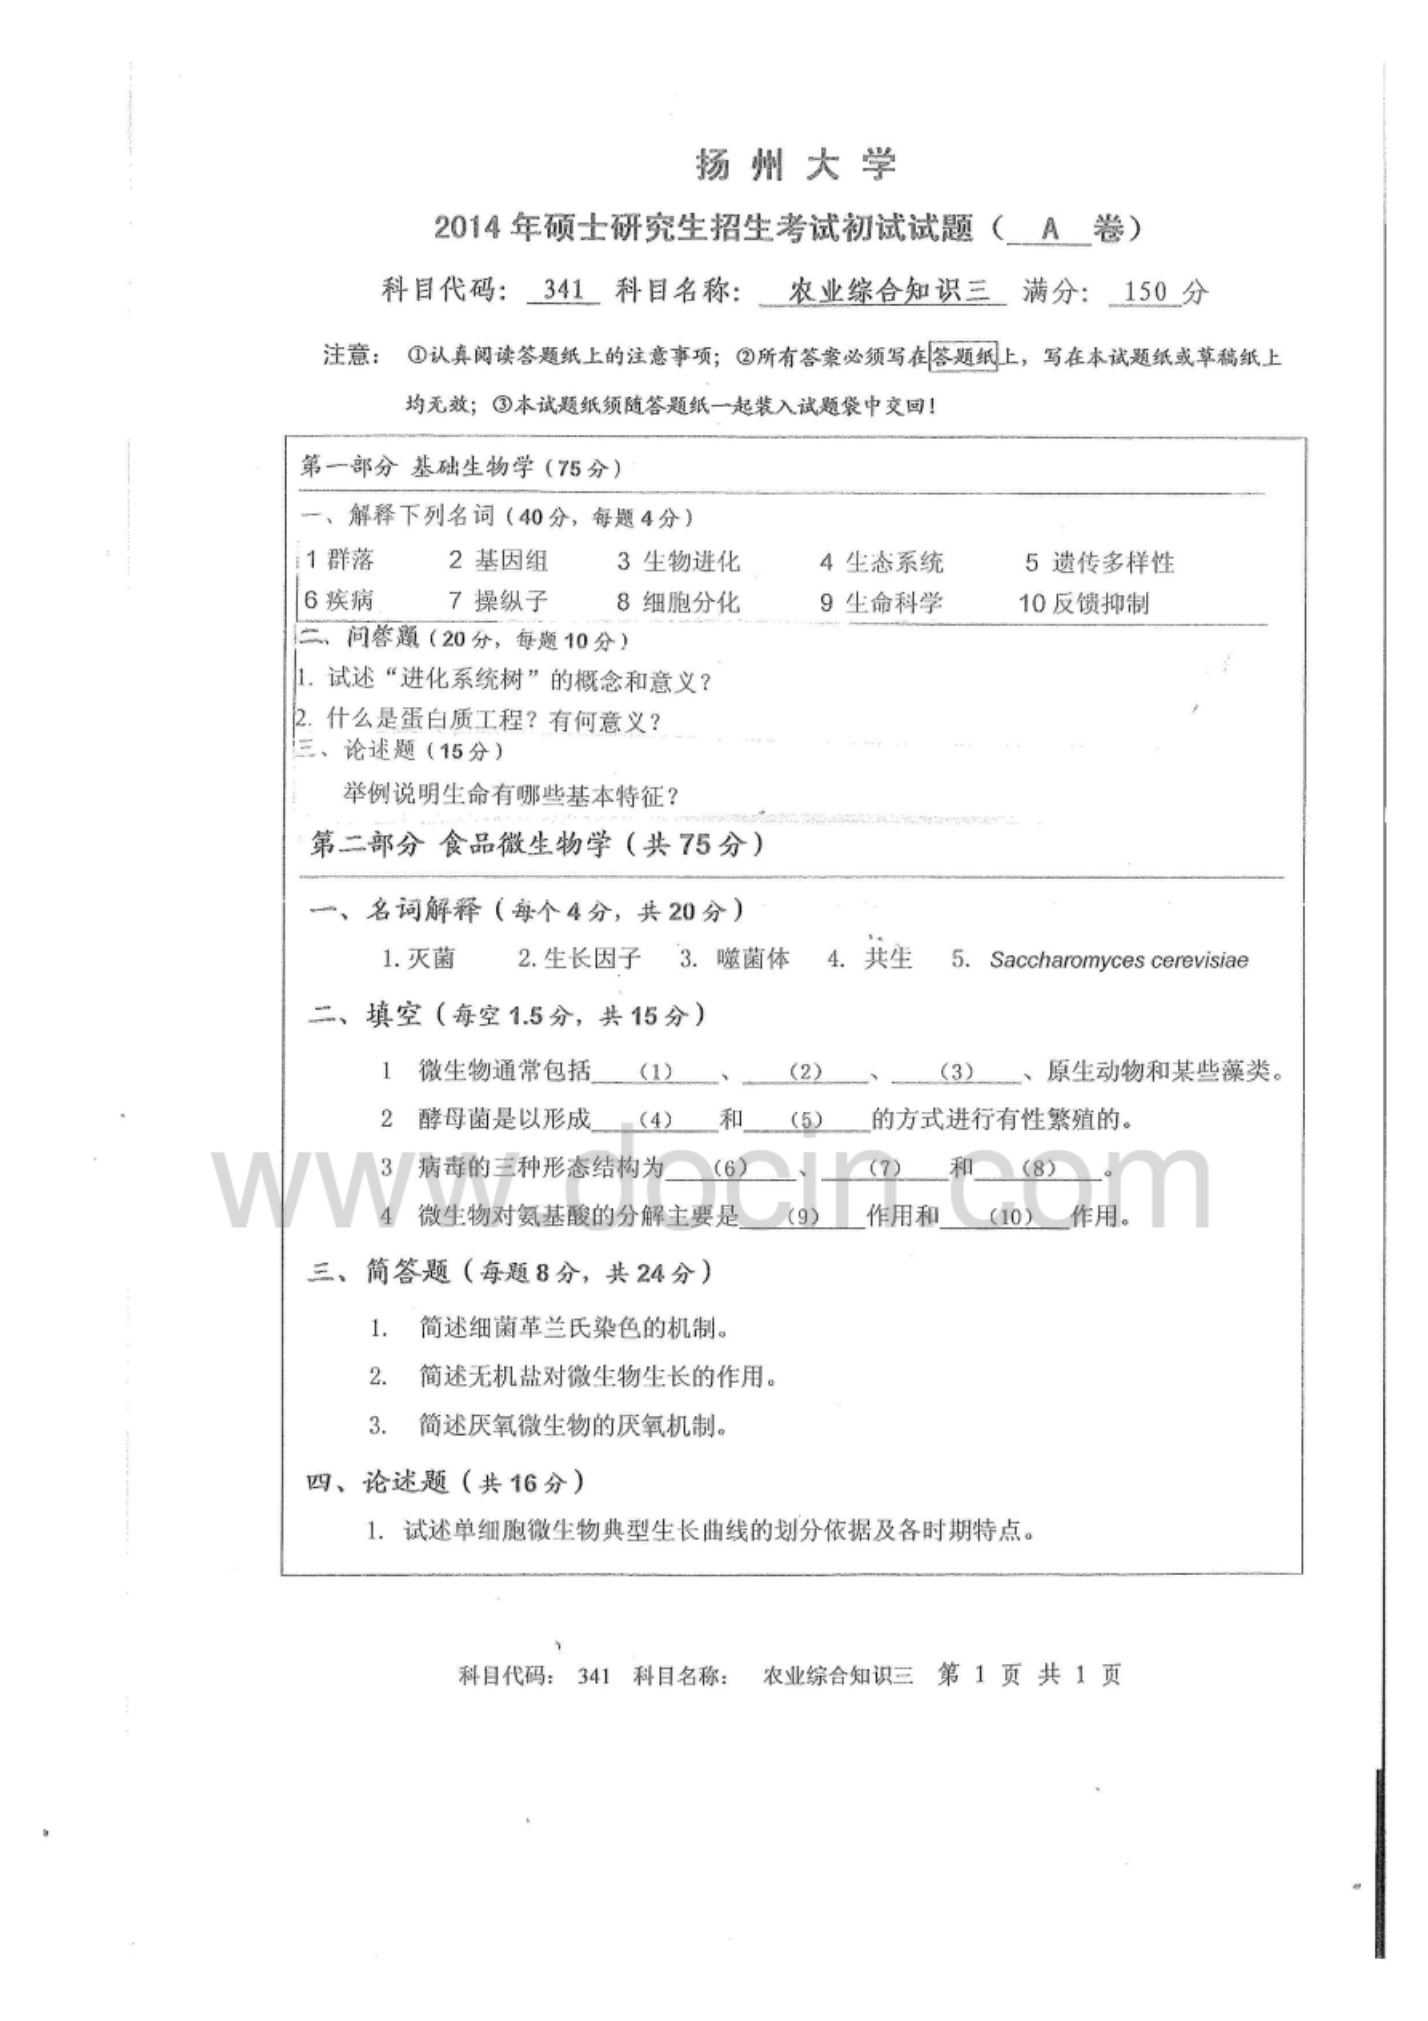 扬州大学
2014年硕士研究生招生考试初试试题（ A 卷）
科目代码： 341 科目名称： 农业综合知识三 满分： 150 分
注意： ①认真阅读答题纸上的注意事项；②所有答案必须写在答题纸上，写在本试题纸或草稿纸上
均无效；③本试题纸须随答题纸一起装入试题袋中交回！
第一部分 基础生物学（75分）
一、解释下列名词（40分，每题4分）
1 群落 2 基因组 3 生物进化 4 生态系统 5 遗传多样性
6 疾病 7 操纵子 8 细胞分化 9 生命科学 10 反馈抑制
二、问答题（20分，每题10分）
1. 试述“进化系统树”的概念和意义？
2. 什么是蛋白质工程？有何意义？
三、论述题（15分）
举例说明生命有哪些基本特征？
第二部分 食品微生物学（共75分）
一、名词解释（每个4分，共20分）
1. 灭菌 2. 生长因子 3. 噬菌体 4. 共生 5. Saccharomyces cerevisiae
二、填空（每空1.5分，共15分）
1 微生物通常包括 （1） 、 （2） 、 （3） 、原生动物和某些藻类。
2 酵母菌是以形成 （4） 和 （5） 的方式进行有性繁殖的。
3 病毒的三种形态结构为 （6） 、 （7） 和 （8） 。
www.docin.com
4 微生物对氨基酸的分解主要是 （9） 作用和 （10） 作用。
三、简答题（每题8分，共24分）
1. 简述细菌革兰氏染色的机制。
2. 简述无机盐对微生物生长的作用。
3. 简述厌氧微生物的厌氧机制。
四、论述题（共16分）
1. 试述单细胞微生物典型生长曲线的划分依据及各时期特点。
科目代码： 341 科目名称： 农业综合知识三 第 1 页 共 1 页